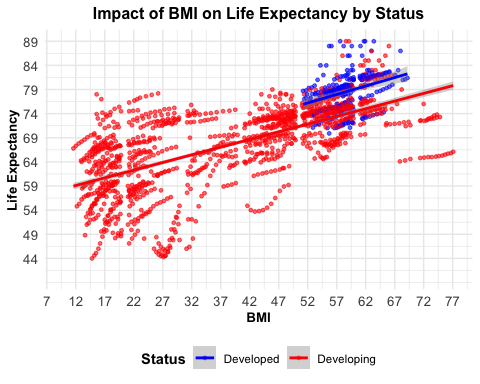 Impact of BMI on Life Expectancy by Status
Life Expectancy
89
84
79
74
69
64
59
54
49
44
7 12 17 22 27 32 37 42 47 52 57 62 67 72 77
BMI
Status Developed Developing